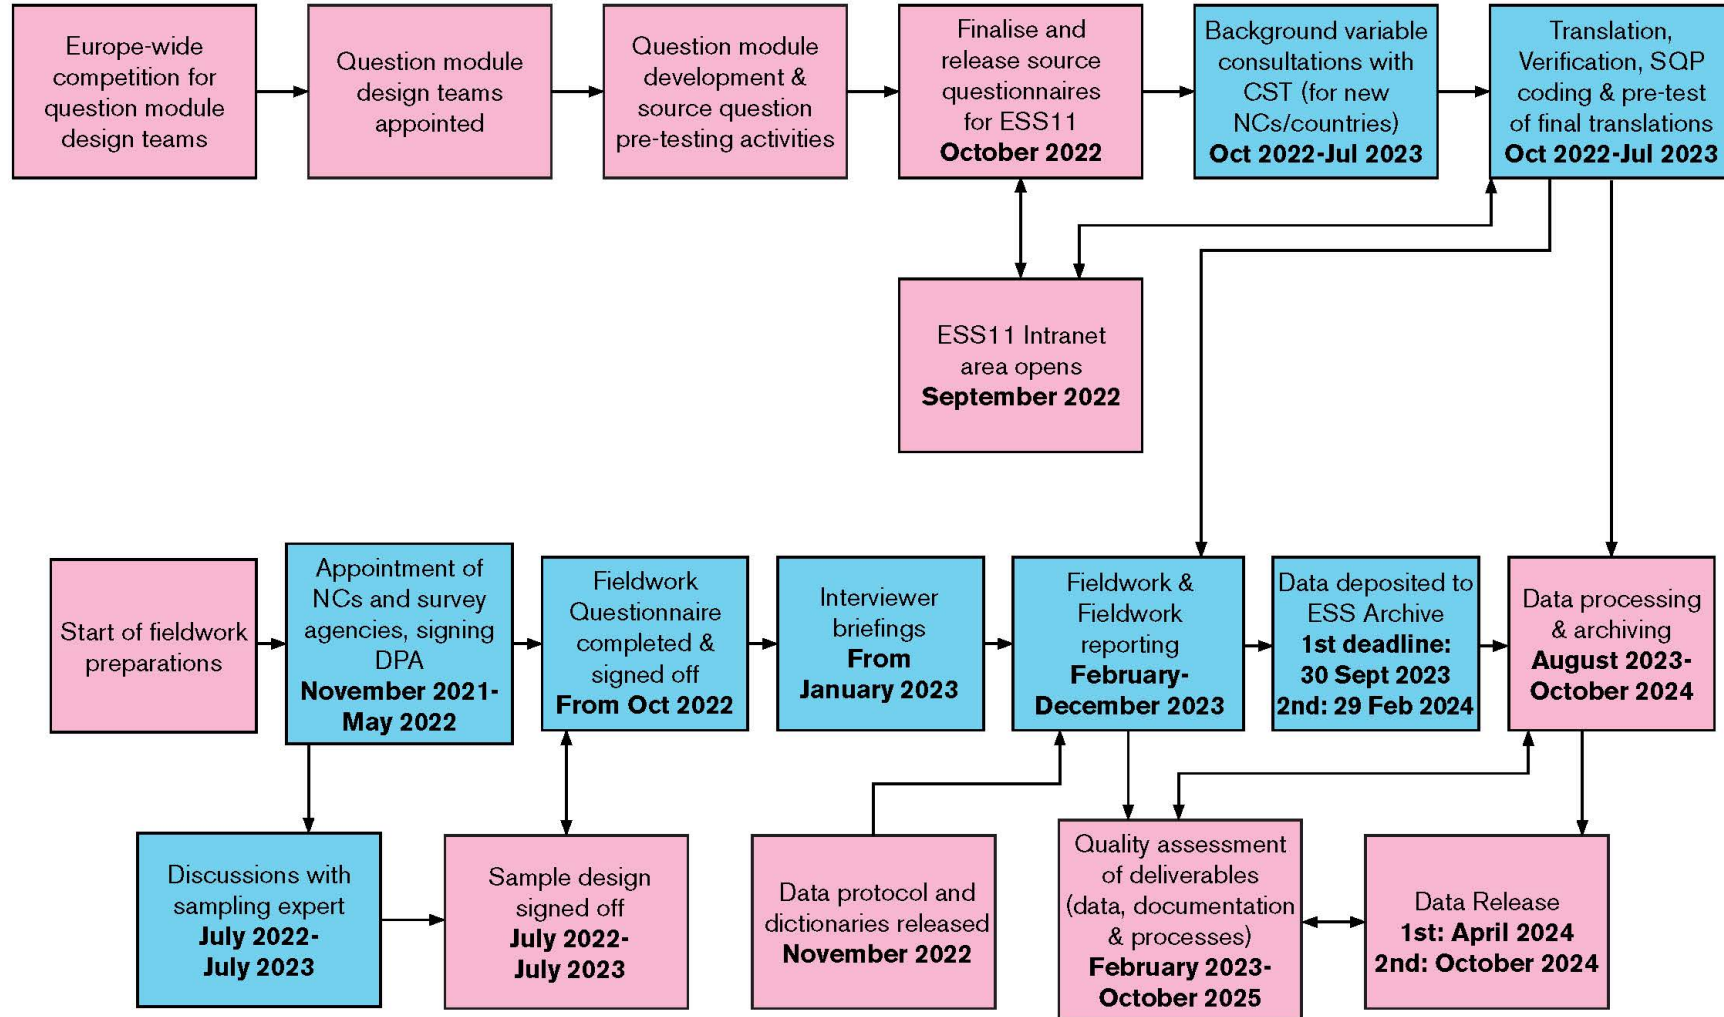 Europe-wide
competition for
question module
design teams
Question module
design teams
appointed
Question module
development &
source question
pre-testing activities
Finalise and
release source
questionnaires
for ESS11
October 2022
Background variable
consultations with
CST (for new
NCs/countries)
Oct 2022-Jul 2023
Translation,
Verification, SQP
coding & pre-test
of final translations
Oct 2022-Jul 2023
ESS11 Intranet
area opens
September 2022
Start of fieldwork
preparations
Appointment of
NCs and survey
agencies, signing
DPA
November 2021-
May 2022
Fieldwork
Questionnaire
completed &
signed off
From Oct 2022
Interviewer
briefings
From
January 2023
Fieldwork &
Fieldwork
reporting
February-
December 2023
Data deposited to
ESS Archive
1st deadline:
30 Sept 2023
2nd: 29 Feb 2024
Data processing
& archiving
August 2023-
October 2024
Discussions with
sampling expert
July 2022-
July 2023
Sample design
signed off
July 2022-
July 2023
Data protocol and
dictionaries released
November 2022
Quality assessment
of deliverables
(data, documentation
& processes)
February 2023-
October 2025
Data Release
1st: April 2024
2nd: October 2024